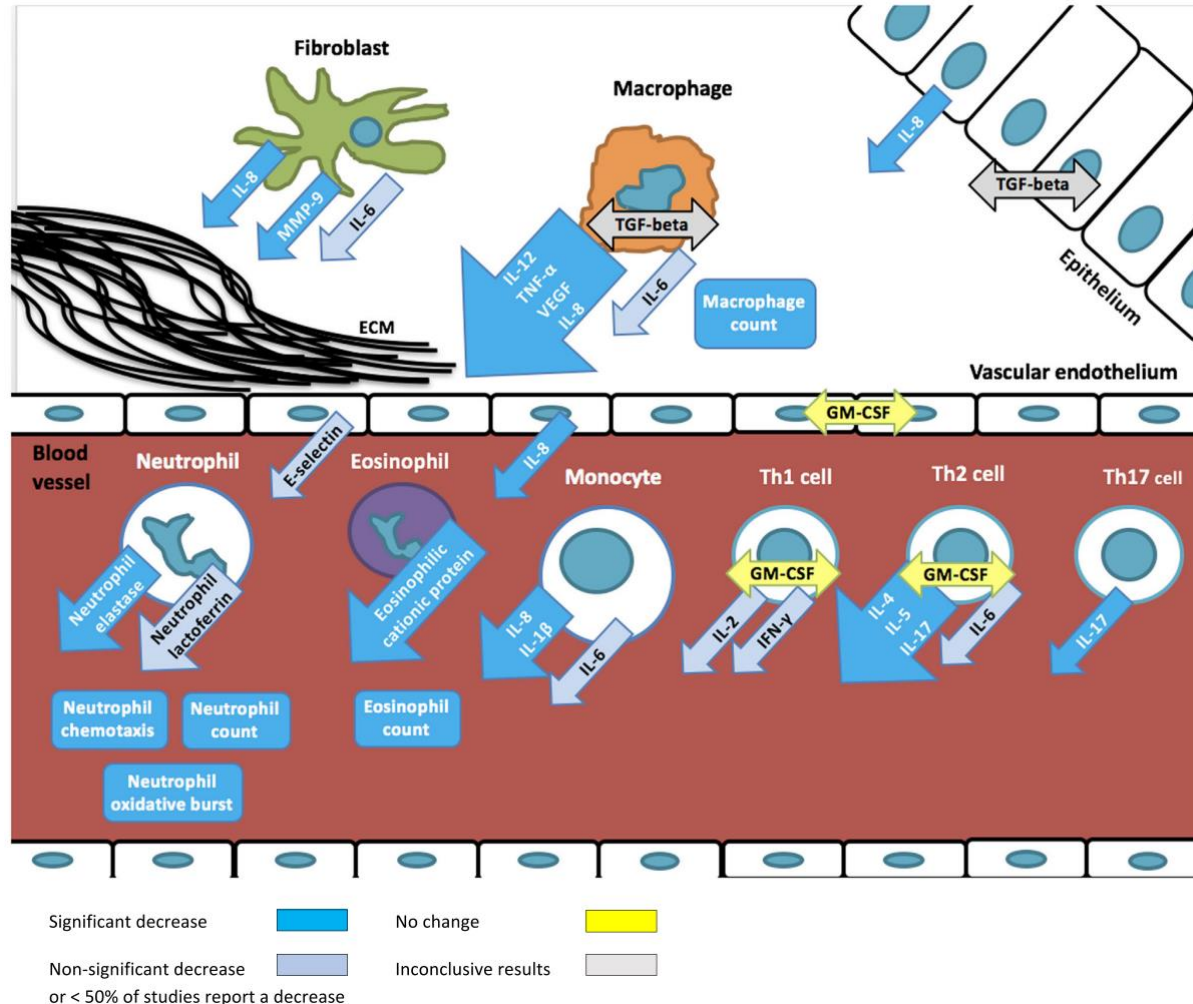 Fibroblast
Macrophage
IL-8
MMP-9
IL-6
TGF-beta
IL-12
TNF-α
VEGF
IL-8
IL-6
Macrophage
count
IL-8
TGF-beta
Epithelium
ECM
Vascular endothelium
GM-CSF
Blood
vessel
Neutrophil
E-selectin
Eosinophil
IL-8
Monocyte
Th1 cell
Th2 cell
Th17 cell
Neutrophil
elastase
Neutrophil
lactoferrin
Eosinophilic
cationic protein
IL-8
IL-1β
IL-6
GM-CSF
IL-2
IFN-γ
GM-CSF
IL-4
IL-5
IL-17
IL-6
IL-17
Neutrophil
chemotaxis
Neutrophil
count
Neutrophil
oxidative burst
Eosinophil
count
Significant decrease
No change
Non-significant decrease
or < 50% of studies report a decrease
Inconclusive results